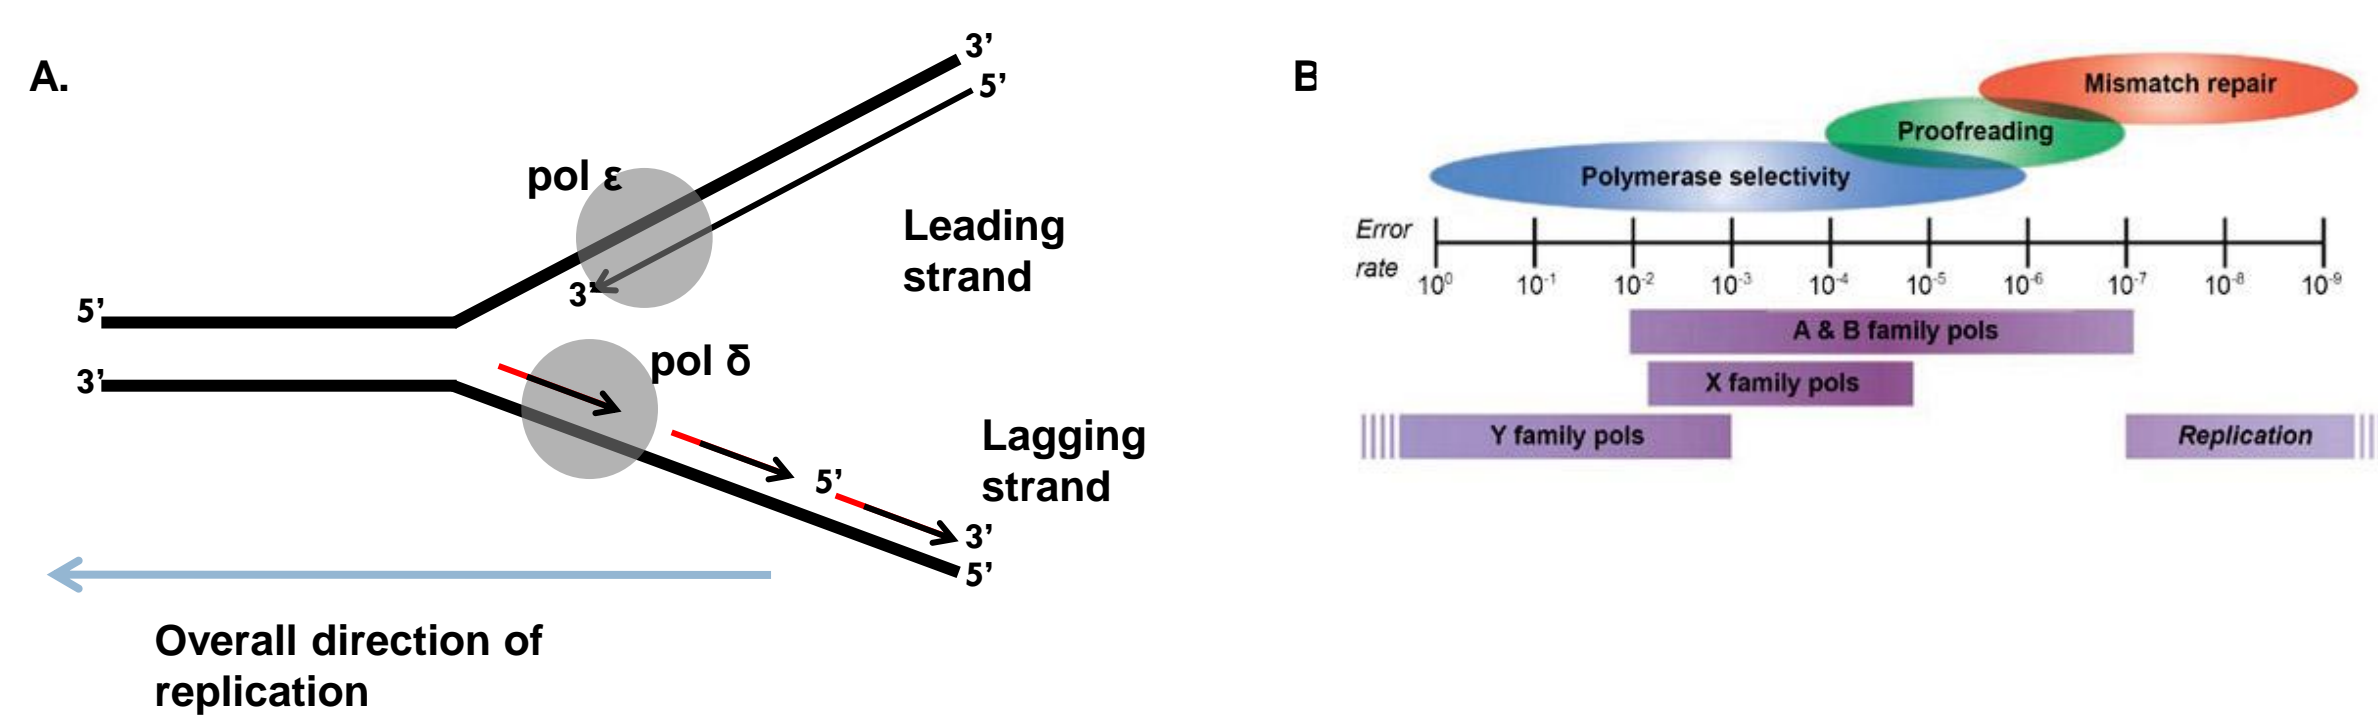 A.
3’
5’
pol ε
Leading
strand
3’
5’
pol δ
3’
Lagging
strand
5’
3’
5’
Overall direction of
replication
B
Mismatch repair
Proofreading
Polymerase selectivity
Error
rate
10⁰ 10⁻¹ 10⁻² 10⁻³ 10⁻⁴ 10⁻⁵ 10⁻⁶ 10⁻⁷ 10⁻⁸ 10⁻⁹
A & B family pols
X family pols
Y family pols
Replication